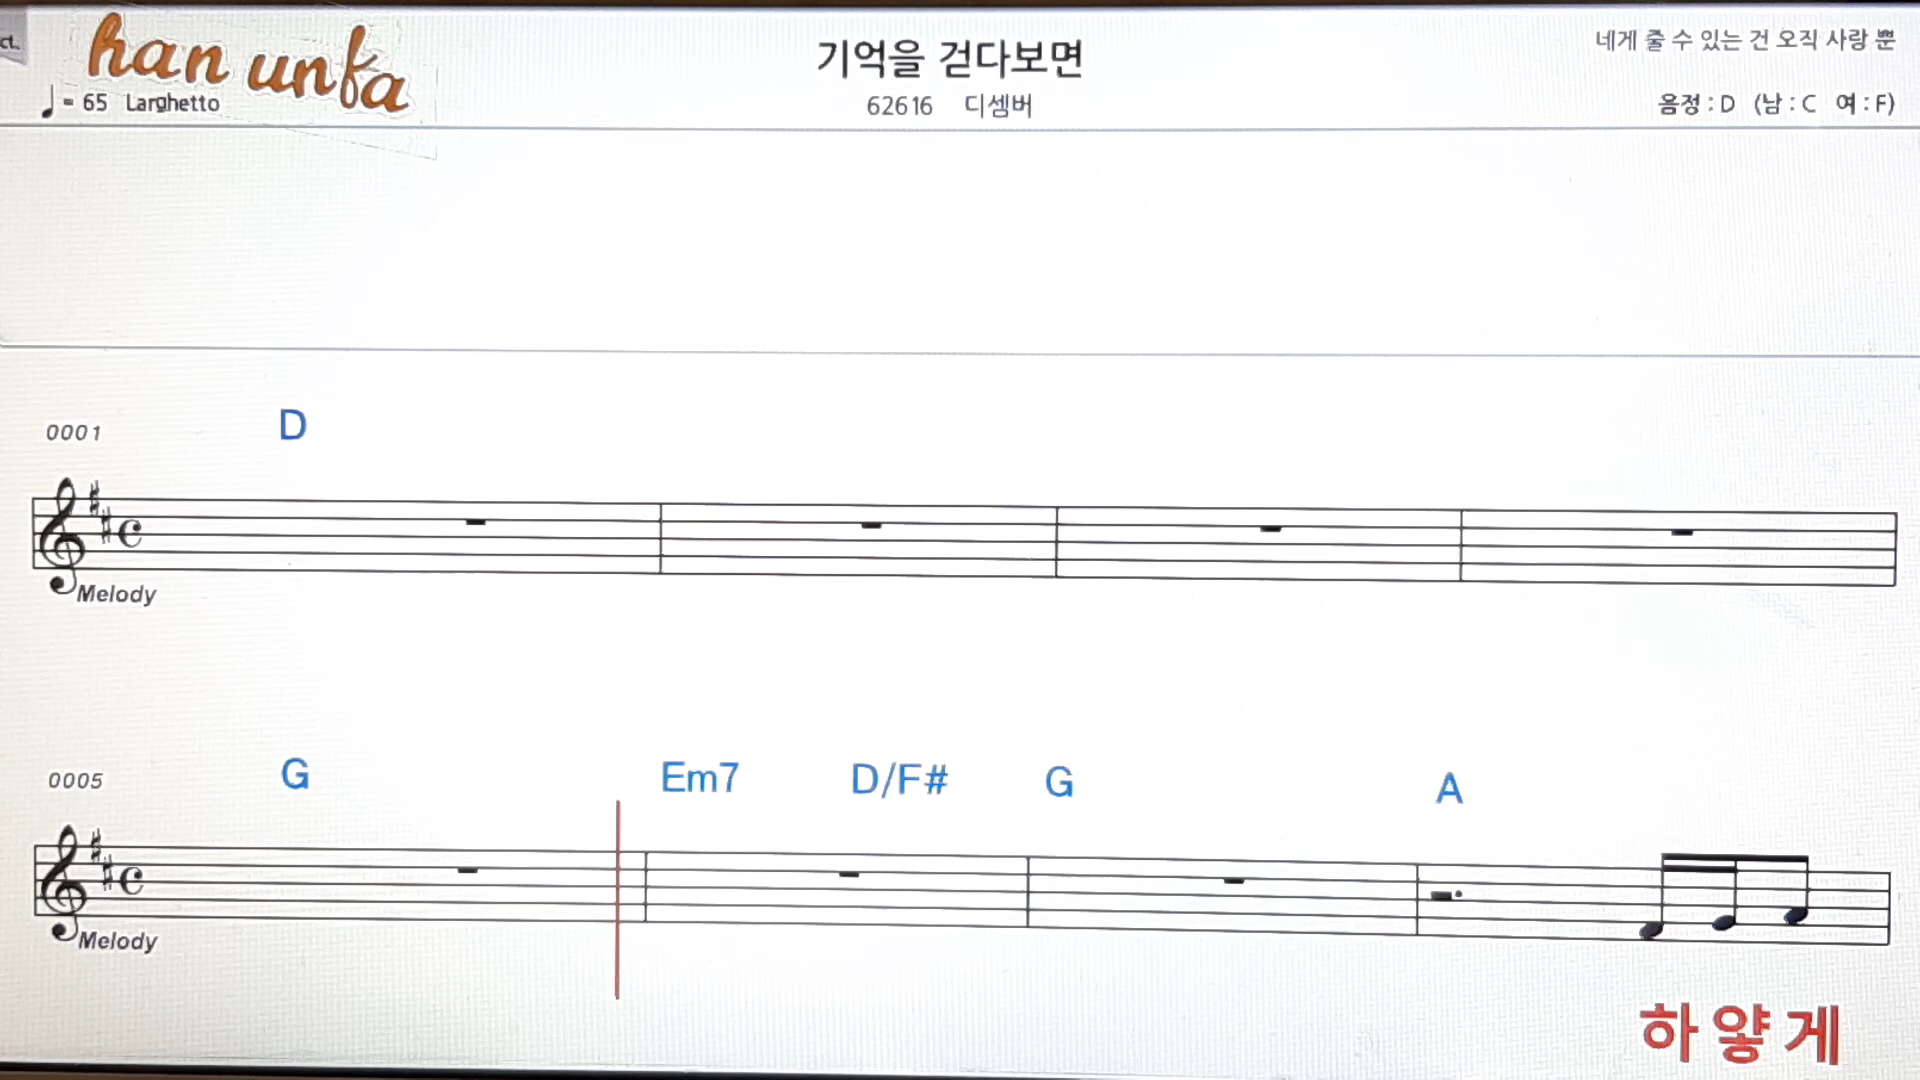 ct.
han unfa
기억을 걷다보면
네게 줄 수 있는 건 오직 사랑 뿐
♩= 65 Larghetto
62616 디셈버
음정 : D (남 : C 여 : F)
0001 D
Melody
0005 G Em7 D/F# G A
Melody
하 얗 게